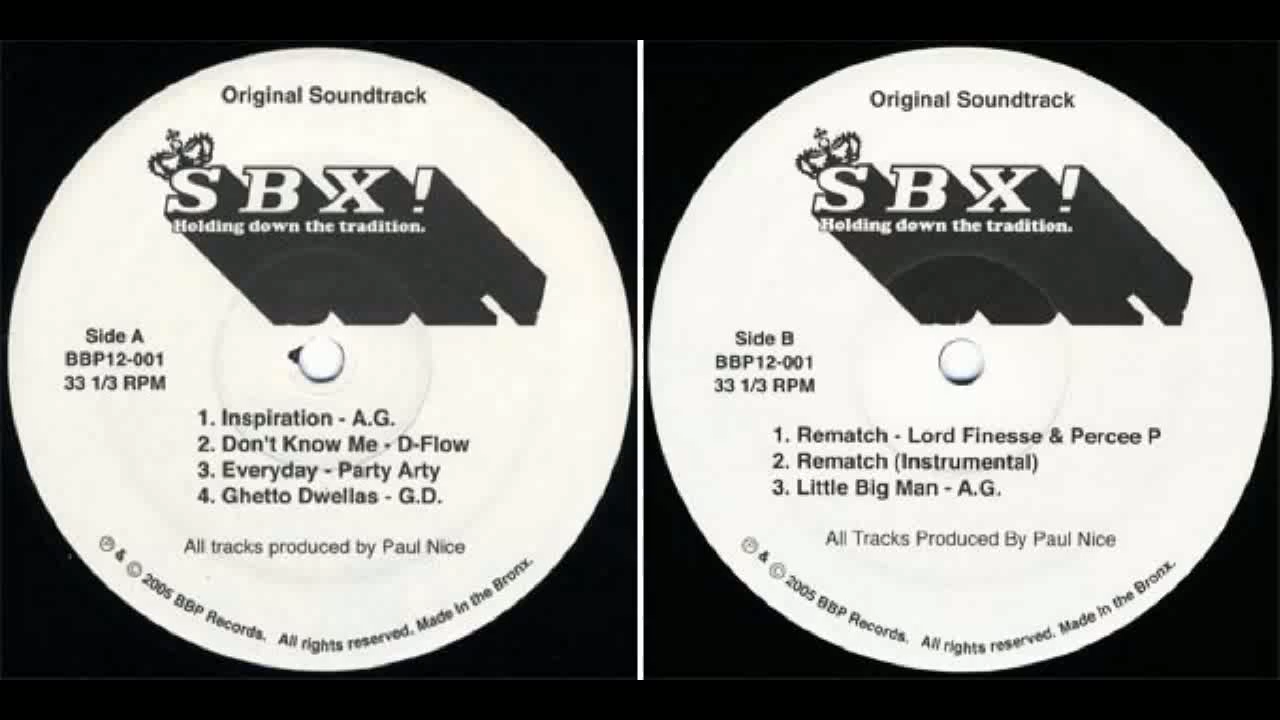 Original Soundtrack
SBX!
Holding down the tradition.
Side A
BBP12-001
33 1/3 RPM
1. Inspiration - A.G.
2. Don't Know Me - D-Flow
3. Everyday - Party Arty
4. Ghetto Dwellas - G.D.
All tracks produced by Paul Nice
℗ & © 2005 BBP Records. All rights reserved. Made in the Bronx.
Original Soundtrack
SBX!
Holding down the tradition.
Side B
BBP12-001
33 1/3 RPM
1. Rematch - Lord Finesse & Percee P
2. Rematch (Instrumental)
3. Little Big Man - A.G.
All Tracks Produced By Paul Nice
℗ & © 2005 BBP Records. All rights reserved. Made In the Bronx.